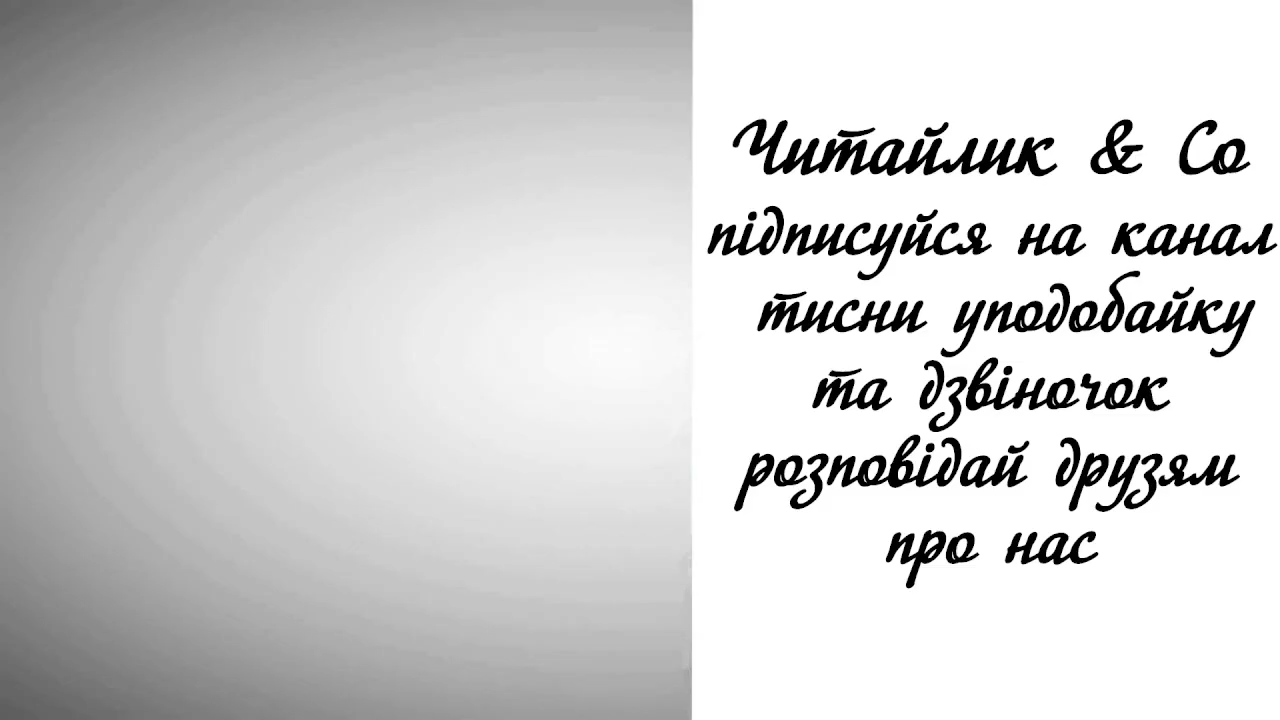 Читайлик & Co
підписуйся на канал
тисни уподобайку
та дзвіночок
розповідай друзям
про нас